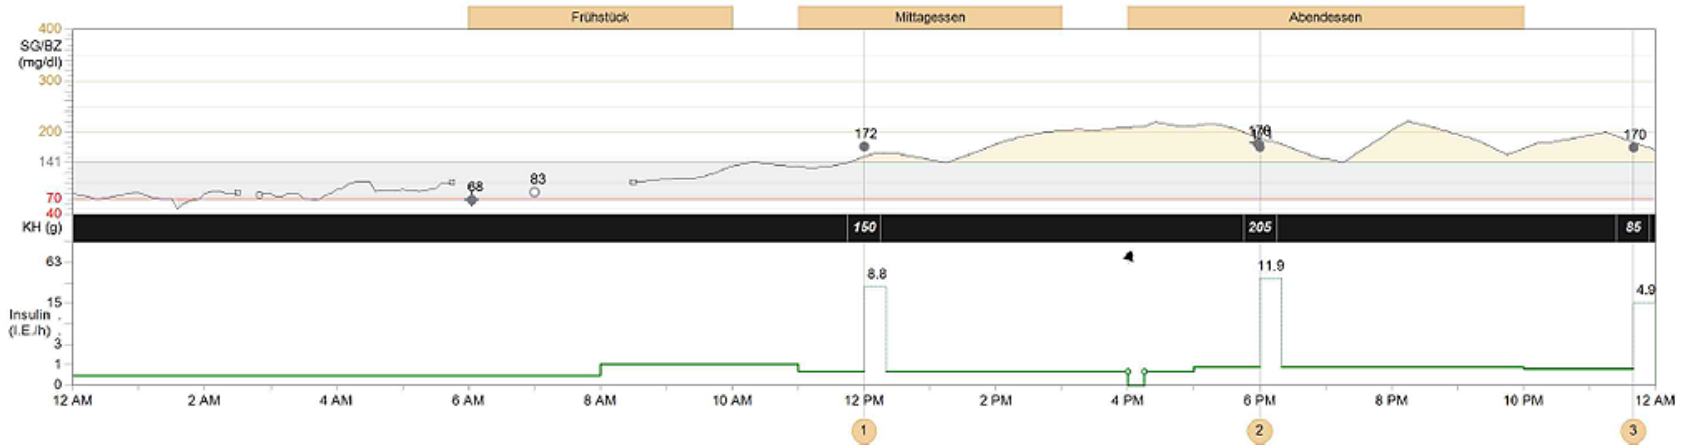 Frühstück Mittagessen Abendessen
400
SG/BZ
(mg/dl)
300
200
141
70
40
172
170
68
83
KH (g) 150 205 85
63
15
Insulin
(I.E./h)
3
1
0
8.8 11.9 4.9
12 AM 2 AM 4 AM 6 AM 8 AM 10 AM 12 PM 2 PM 4 PM 6 PM 8 PM 10 PM 12 AM
1 2 3